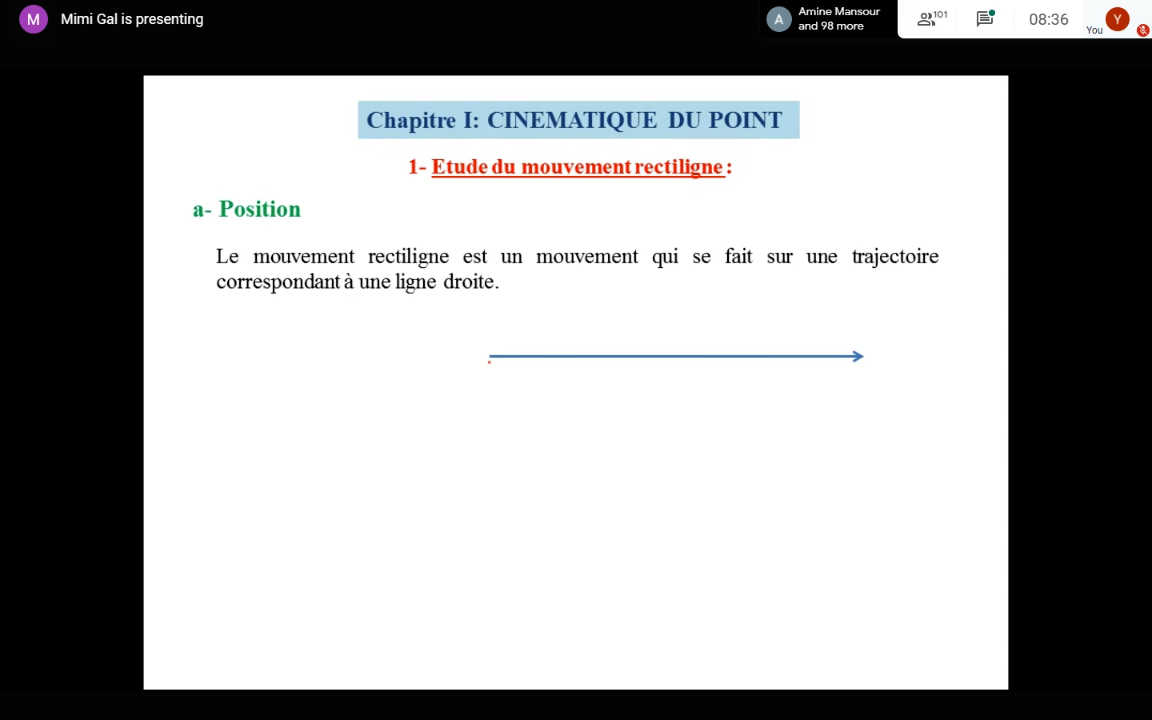 M
Mimi Gal is presenting
A
Amine Mansour
and 98 more
101
08:36
You
Y
Chapitre I: CINEMATIQUE DU POINT
1- Etude du mouvement rectiligne :
a- Position
Le mouvement rectiligne est un mouvement qui se fait sur une trajectoire
correspondant à une ligne droite.